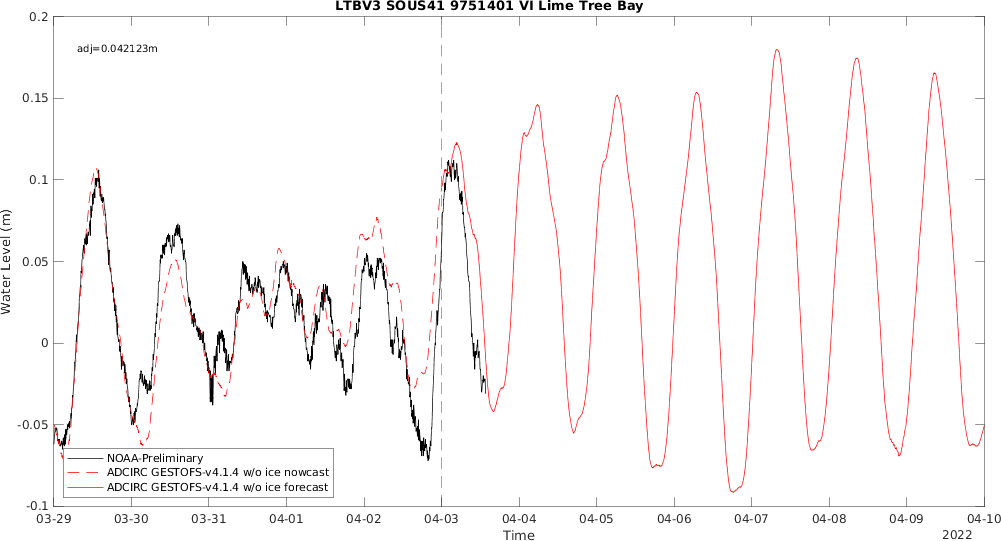 LTBV3 SOUS41 9751401 VI Lime Tree Bay
adj=0.042123m
0.2
0.15
0.1
0.05
0
-0.05
-0.1
Water Level (m)
NOAA-Preliminary
ADCIRC GESTOFS-v4.1.4 w/o ice nowcast
ADCIRC GESTOFS-v4.1.4 w/o ice forecast
03-29 03-30 03-31 04-01 04-02 04-03 04-04 04-05 04-06 04-07 04-08 04-09 04-10
Time
2022